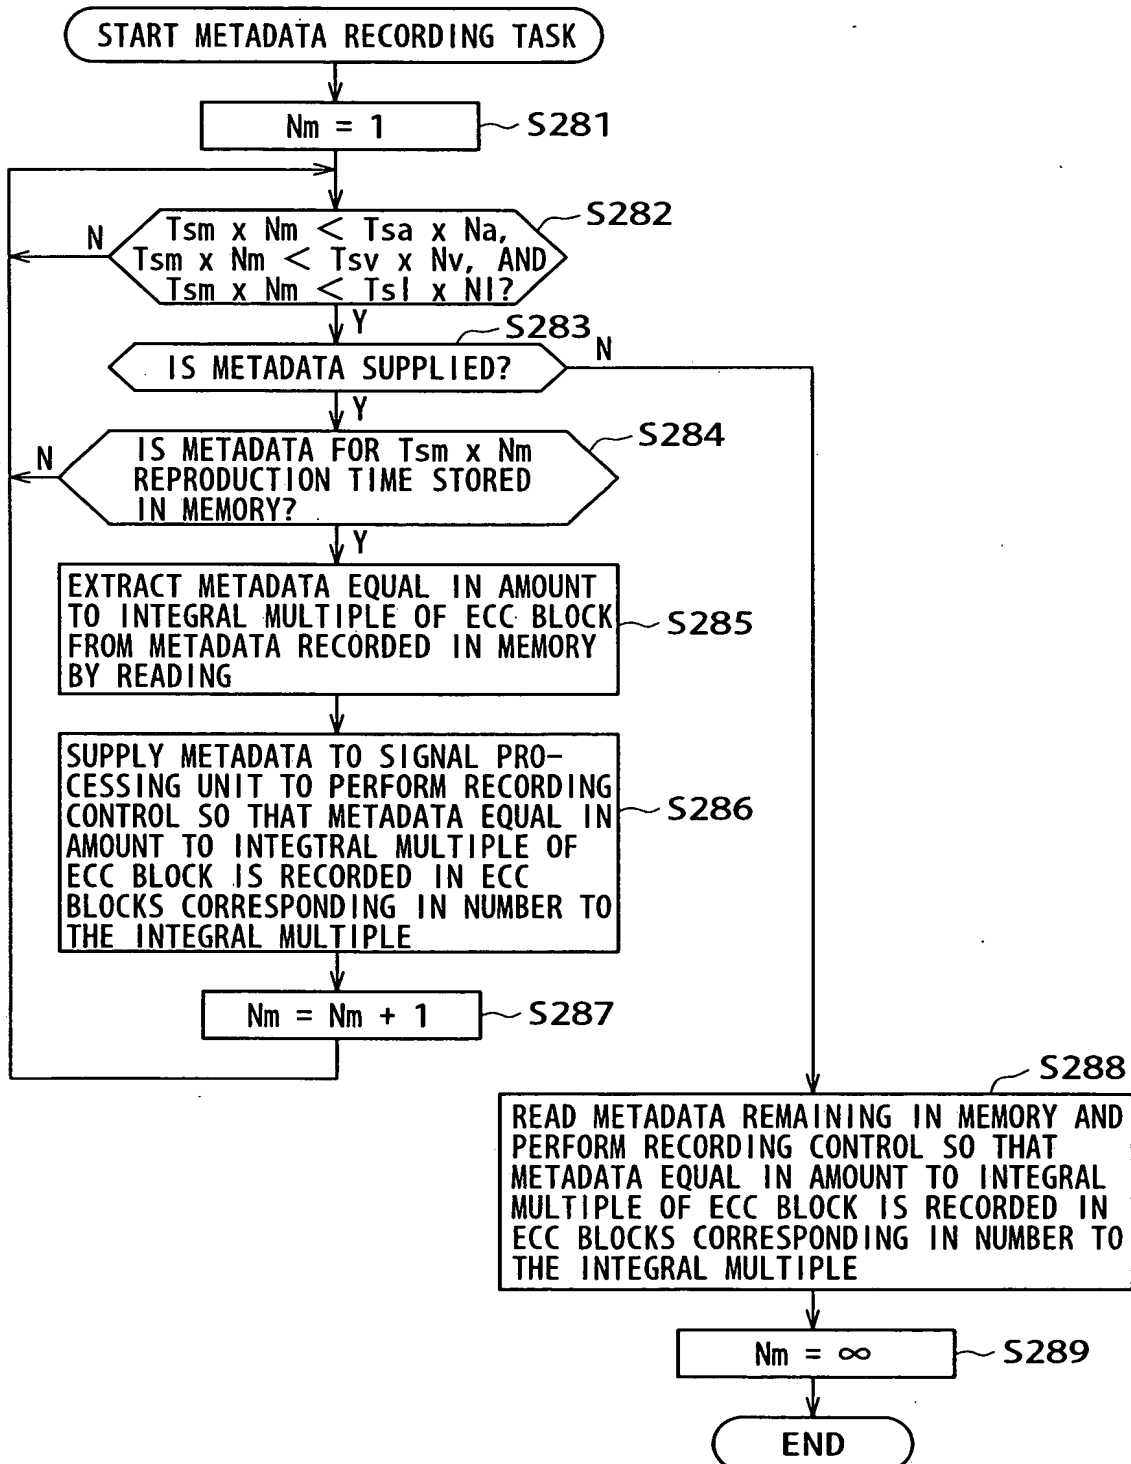 START METADATA RECORDING TASK
Nm = 1
S281
S282
Tsm x Nm < Tsa x Na,
Tsm x Nm < Tsv x Nv, AND
Tsm x Nm < Tsl x Nl?
N
Y
S283
IS METADATA SUPPLIED?
N
Y
S284
IS METADATA FOR Tsm x Nm
REPRODUCTION TIME STORED
IN MEMORY?
N
Y
EXTRACT METADATA EQUAL IN AMOUNT
TO INTEGRAL MULTIPLE OF ECC BLOCK
FROM METADATA RECORDED IN MEMORY
BY READING
S285
SUPPLY METADATA TO SIGNAL PRO-
CESSING UNIT TO PERFORM RECORDING
CONTROL SO THAT METADATA EQUAL IN
AMOUNT TO INTEGTRAL MULTIPLE OF
ECC BLOCK IS RECORDED IN ECC
BLOCKS CORRESPONDING IN NUMBER TO
THE INTEGRAL MULTIPLE
S286
Nm = Nm + 1
S287
S288
READ METADATA REMAINING IN MEMORY AND
PERFORM RECORDING CONTROL SO THAT
METADATA EQUAL IN AMOUNT TO INTEGRAL
MULTIPLE OF ECC BLOCK IS RECORDED IN
ECC BLOCKS CORRESPONDING IN NUMBER TO
THE INTEGRAL MULTIPLE
Nm = ∞
S289
END